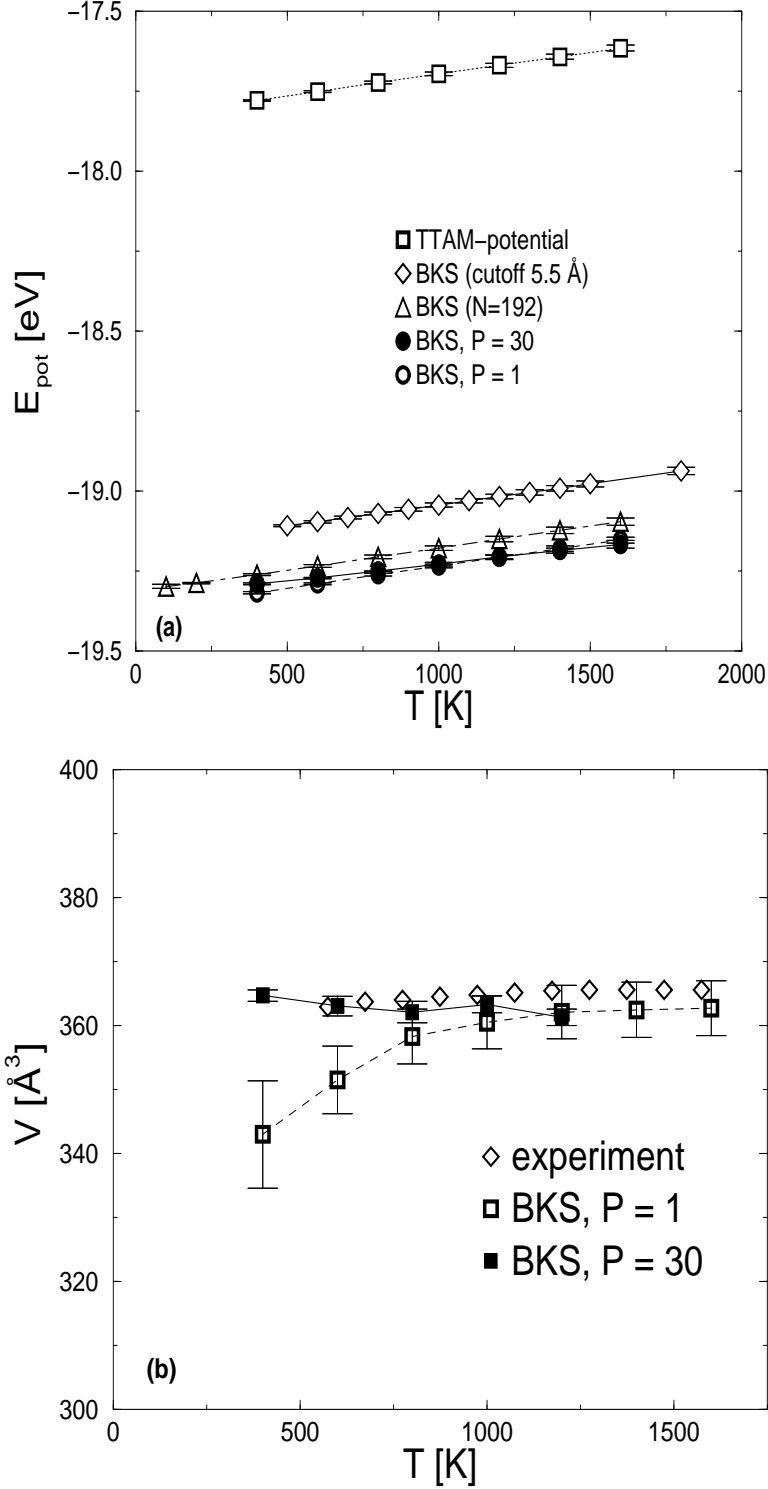 −17.5
−18.0
−18.5
−19.0
−19.5
E_pot [eV]
TTAM−potential
BKS (cutoff 5.5 Å)
BKS (N=192)
BKS, P = 30
BKS, P = 1
(a)
0
500
1000
1500
2000
T [K]
400
380
360
340
320
300
V [Å³]
experiment
BKS, P = 1
BKS, P = 30
(b)
0
500
1000
1500
T [K]